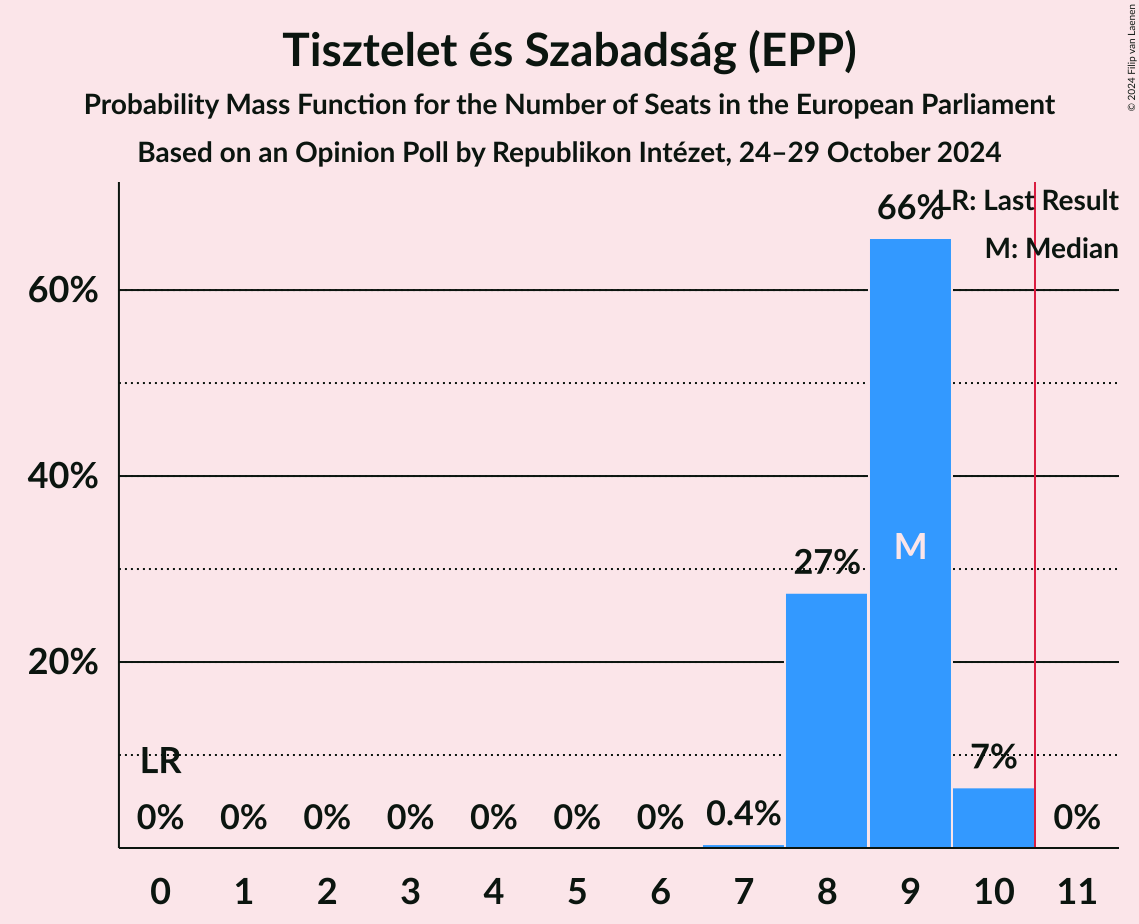 Tisztelet és Szabadság (EPP)
Probability Mass Function for the Number of Seats in the European Parliament
Based on an Opinion Poll by Republikon Intézet, 24–29 October 2024
© 2024 Filip van Laenen
LR: Last Result
M: Median
66%
60%
40%
M
27%
20%
LR
7%
0% 0% 0% 0% 0% 0% 0% 0.4% 0%
0 1 2 3 4 5 6 7 8 9 10 11